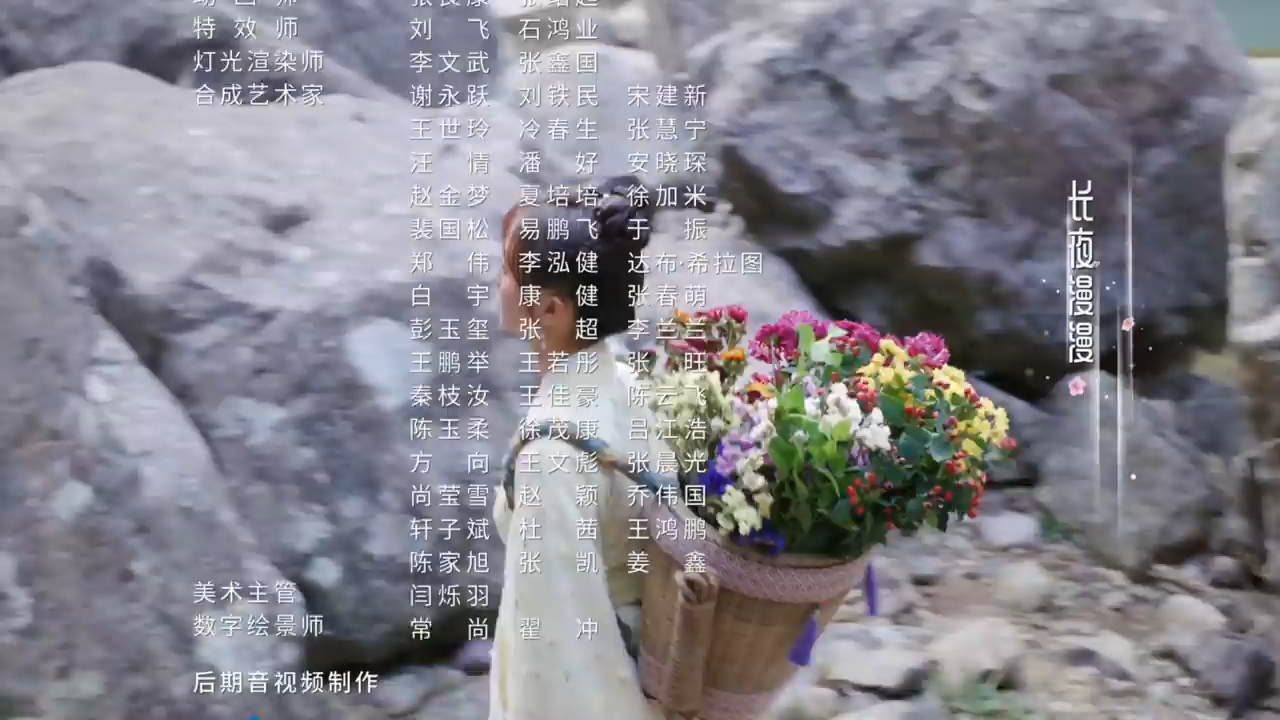 特效师 刘飞 石鸿业
灯光渲染师 李文武 张鑫国
合成艺术家 谢永跃 刘铁民 宋建新
王世玲 冷春生 张慧宁
汪情 潘好 安晓琛
赵金梦 夏培培 徐加米
裴国松 易鹏飞 于振
郑伟 李泓健 达布·希拉图
白宇 康健 张春萌
彭玉玺 张超 李兰兰
王鹏举 王若彤 张旺
秦枝汝 王佳豪 陈云飞
陈玉柔 徐茂康 吕江浩
方向 王文彪 张晨光
尚莹雪 赵颖 乔伟国
轩子斌 杜茜 王鸿鹏
陈家旭 张凯 姜鑫
美术主管 闫烁羽
数字绘景师 常尚 翟冲
后期音视频制作
长夜漫漫